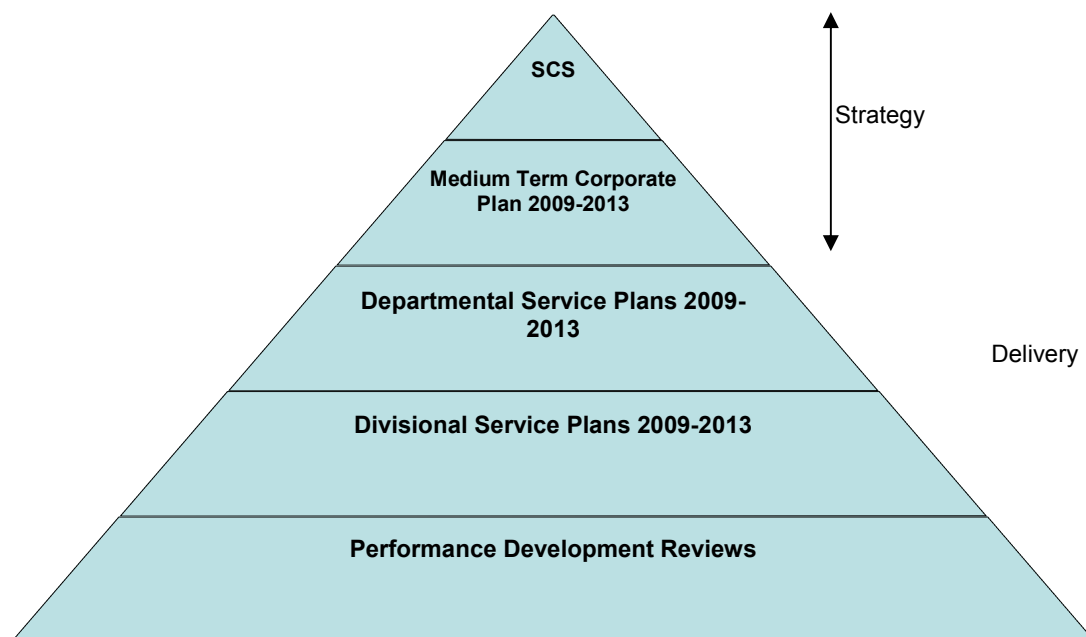 SCS
Strategy
Medium Term Corporate
Plan 2009-2013
Departmental Service Plans 2009-
2013
Delivery
Divisional Service Plans 2009-2013
Performance Development Reviews